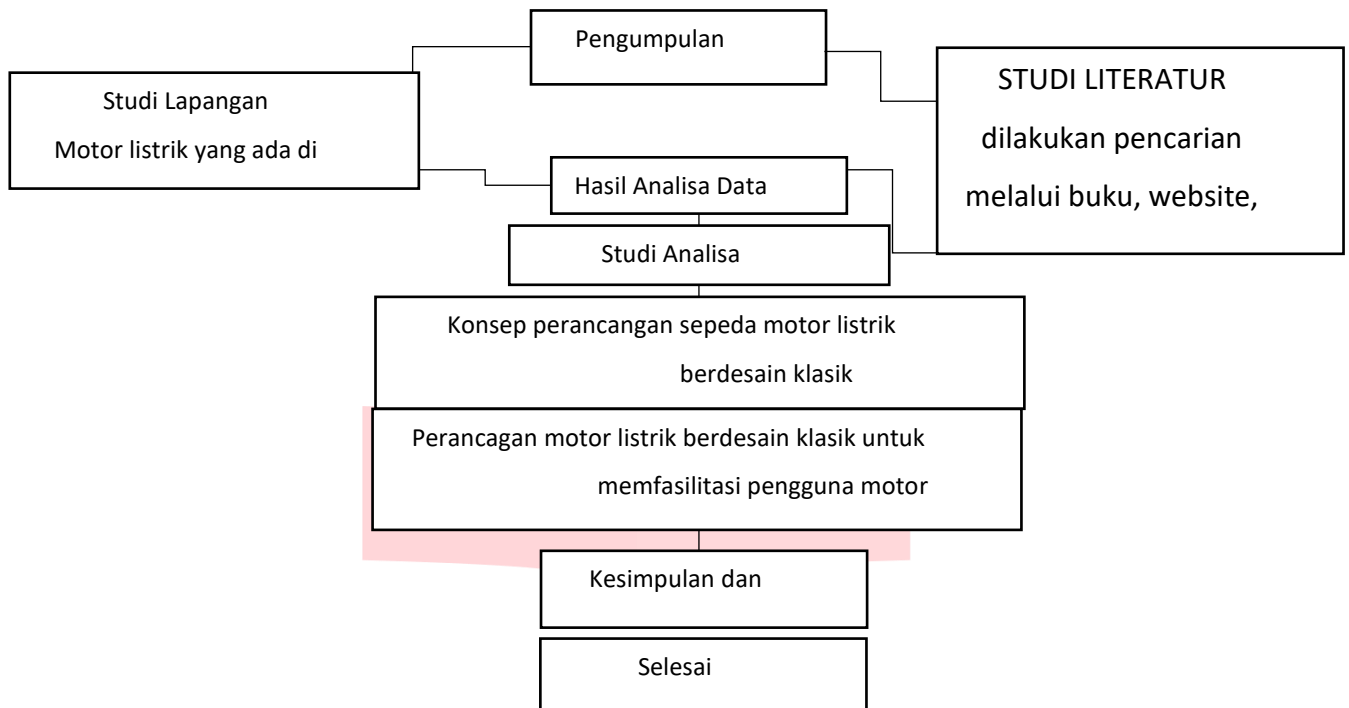 Pengumpulan
Studi Lapangan
Motor listrik yang ada di
STUDI LITERATUR
dilakukan pencarian
melalui buku, website,
Hasil Analisa Data
Studi Analisa
Konsep perancangan sepeda motor listrik
berdesain klasik
Perancagan motor listrik berdesain klasik untuk
memfasilitasi pengguna motor
Kesimpulan dan
Selesai